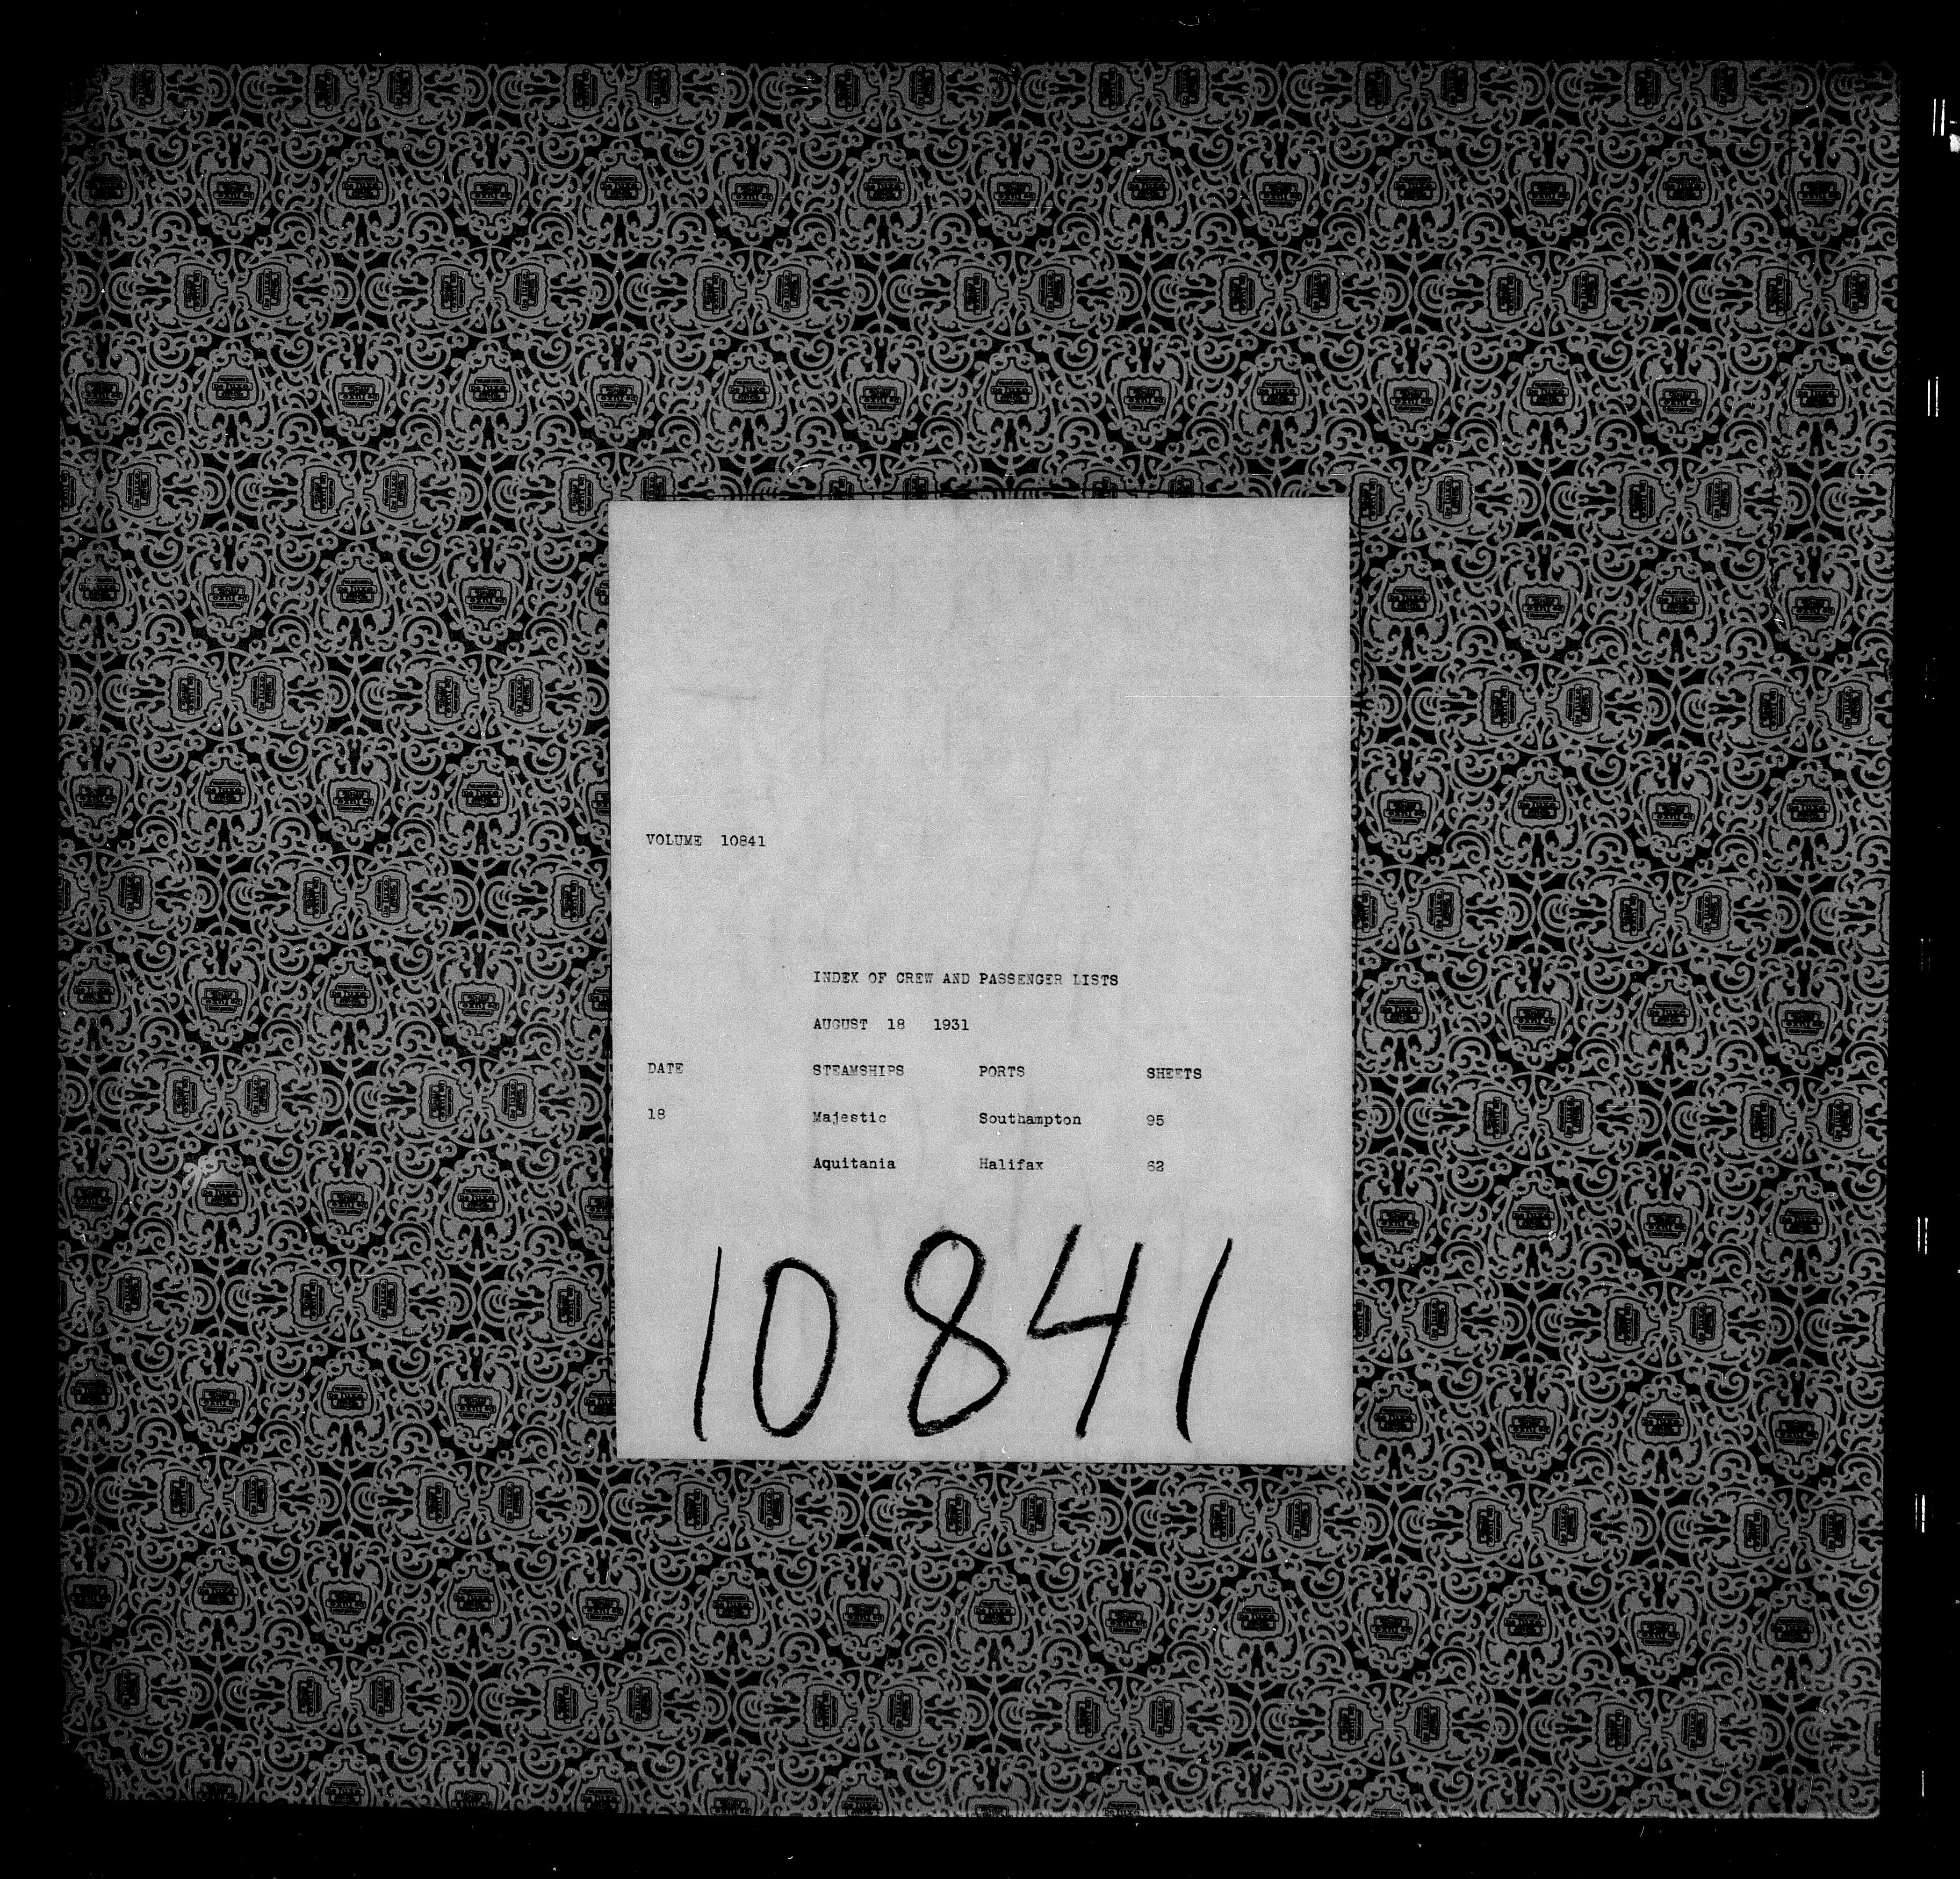 VOLUME 10841
INDEX OF CREW AND PASSENGER LISTS
AUGUST 18 1931
DATE STEAMSHIPS PORTS SHEETS
18 Majestic Southampton 95
Aquitania Halifax 62
10841